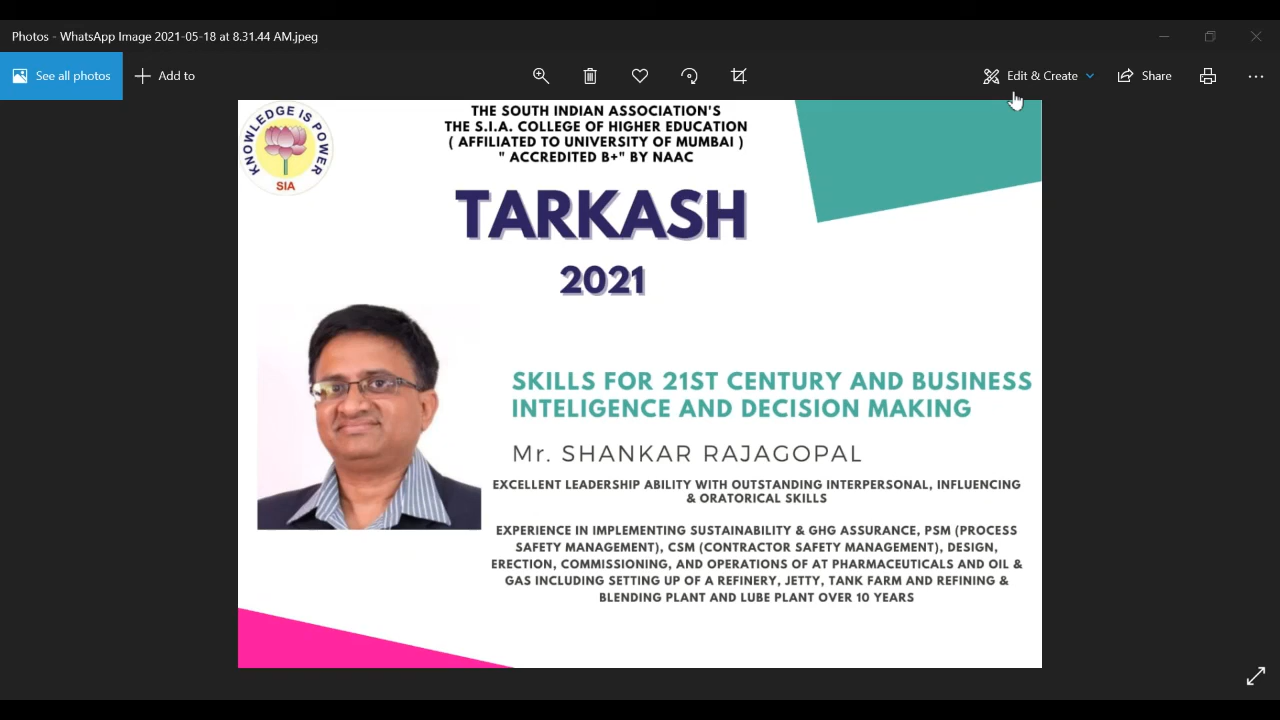 Photos - WhatsApp Image 2021-05-18 at 8.31.44 AM.jpeg
See all photos
Add to
Edit & Create
Share
KNOWLEDGE IS POWER
SIA
THE SOUTH INDIAN ASSOCIATION'S
THE S.I.A. COLLEGE OF HIGHER EDUCATION
( AFFILIATED TO UNIVERSITY OF MUMBAI )
" ACCREDITED B+" BY NAAC
TARKASH
2021
SKILLS FOR 21ST CENTURY AND BUSINESS
INTELIGENCE AND DECISION MAKING
Mr. SHANKAR RAJAGOPAL
EXCELLENT LEADERSHIP ABILITY WITH OUTSTANDING INTERPERSONAL, INFLUENCING
& ORATORICAL SKILLS
EXPERIENCE IN IMPLEMENTING SUSTAINABILITY & GHG ASSURANCE, PSM (PROCESS
SAFETY MANAGEMENT), CSM (CONTRACTOR SAFETY MANAGEMENT), DESIGN,
ERECTION, COMMISSIONING, AND OPERATIONS OF AT PHARMACEUTICALS AND OIL &
GAS INCLUDING SETTING UP OF A REFINERY, JETTY, TANK FARM AND REFINING &
BLENDING PLANT AND LUBE PLANT OVER 10 YEARS